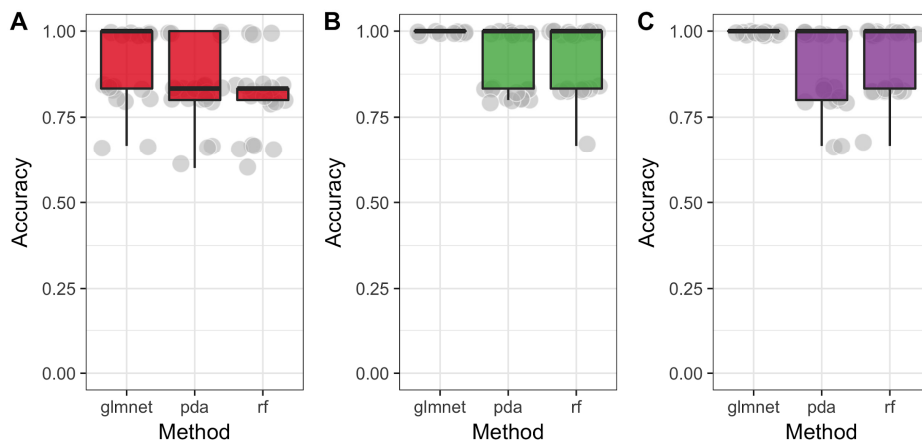 A
Accuracy
1.00
0.75
0.50
0.25
0.00
glmnet pda rf
Method
B
Accuracy
1.00
0.75
0.50
0.25
0.00
glmnet pda rf
Method
C
Accuracy
1.00
0.75
0.50
0.25
0.00
glmnet pda rf
Method